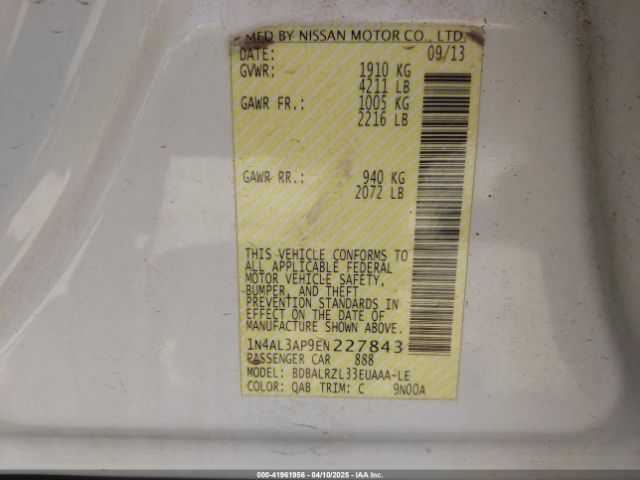 MFD BY NISSAN MOTOR CO., LTD.
DATE: 09/13
GVWR: 1910 KG
4211 LB
GAWR FR.: 1005 KG
2216 LB
GAWR RR.: 940 KG
2072 LB
THIS VEHICLE CONFORMS TO
ALL APPLICABLE FEDERAL
MOTOR VEHICLE SAFETY,
BUMPER, AND THEFT
PREVENTION STANDARDS IN
EFFECT ON THE DATE OF
MANUFACTURE SHOWN ABOVE.
1N4AL3AP9EN227843
PASSENGER CAR 888
MODEL: BDBALRZL33EUAAA-LE
COLOR: QAB TRIM: C 9N00A
000-41961956 - 04/10/2025 - IAA Inc.